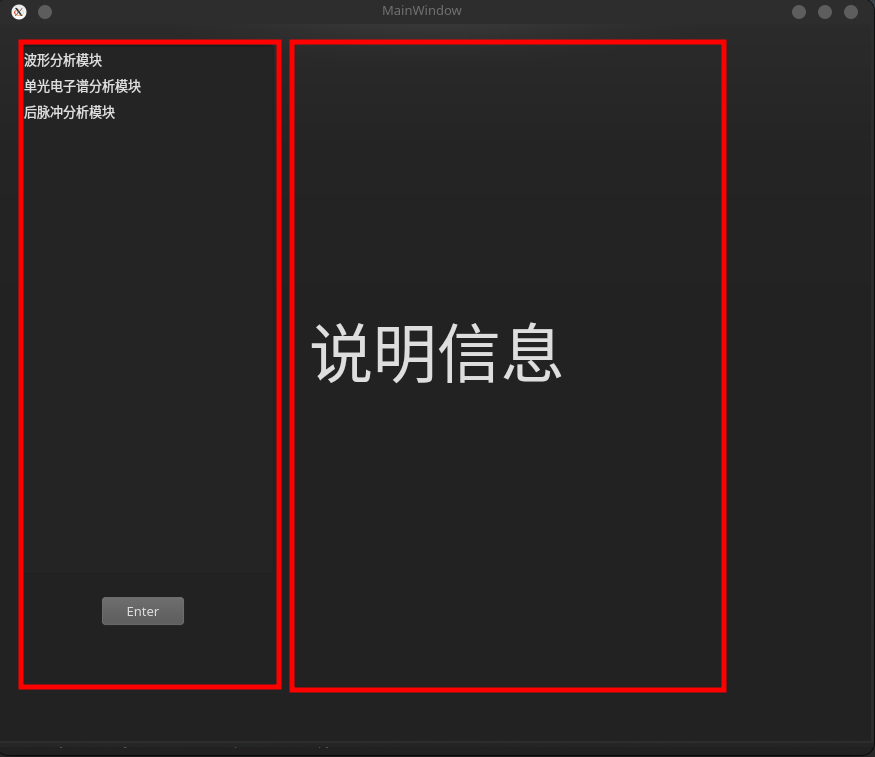 MainWindow
波形分析模块
单光电子谱分析模块
后脉冲分析模块
说明信息
Enter